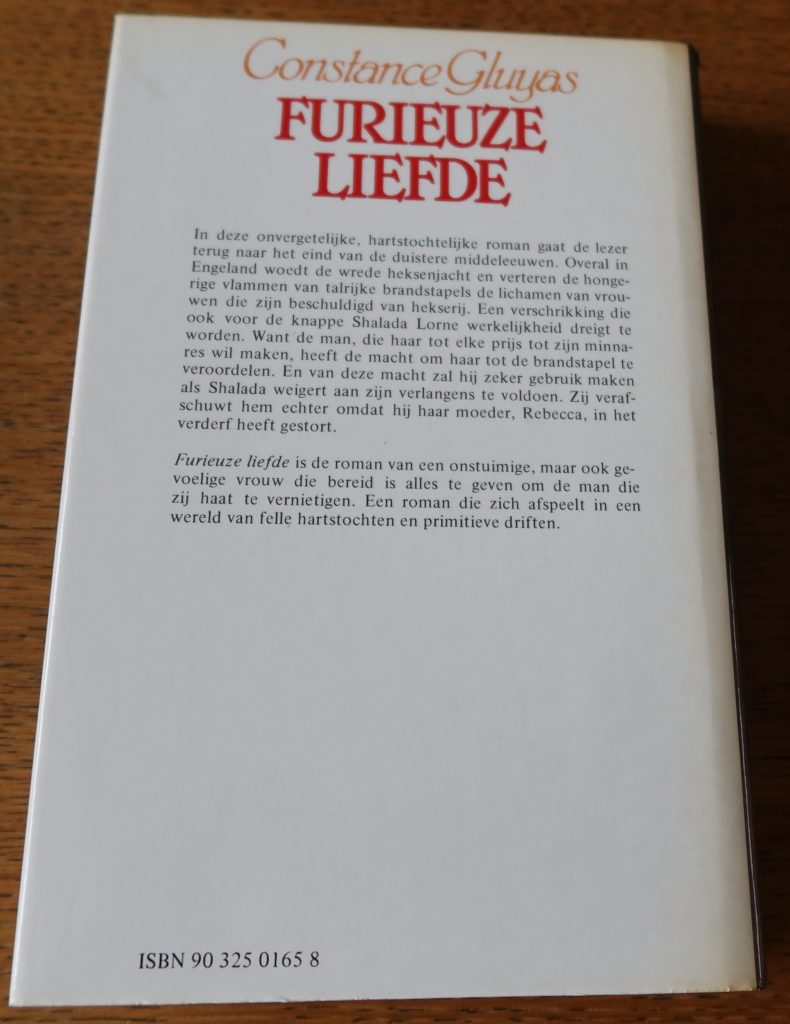 Constance Gluyas
FURIEUZE
LIEFDE
In deze onvergetelijke, hartstochtelijke roman gaat de lezer
terug naar het eind van de duistere middeleeuwen. Overal in
Engeland woedt de wrede heksenjacht en verteren de honge-
rige vlammen van talrijke brandstapels de lichamen van vrou-
wen die zijn beschuldigd van hekserij. Een verschrikking die
ook voor de knappe Shalada Lorne werkelijkheid dreigt te
worden. Want de man, die haar tot elke prijs tot zijn minna-
res wil maken, heeft de macht om haar tot de brandstapel te
veroordelen. En van deze macht zal hij zeker gebruik maken
als Shalada weigert aan zijn verlangens te voldoen. Zij veraf-
schuwt hem echter omdat hij haar moeder, Rebecca, in het
verderf heeft gestort.
Furieuze liefde is de roman van een onstuimige, maar ook ge-
voelige vrouw die bereid is alles te geven om de man die
zij haat te vernietigen. Een roman die zich afspeelt in een
wereld van felle hartstochten en primitieve driften.
ISBN 90 325 0165 8